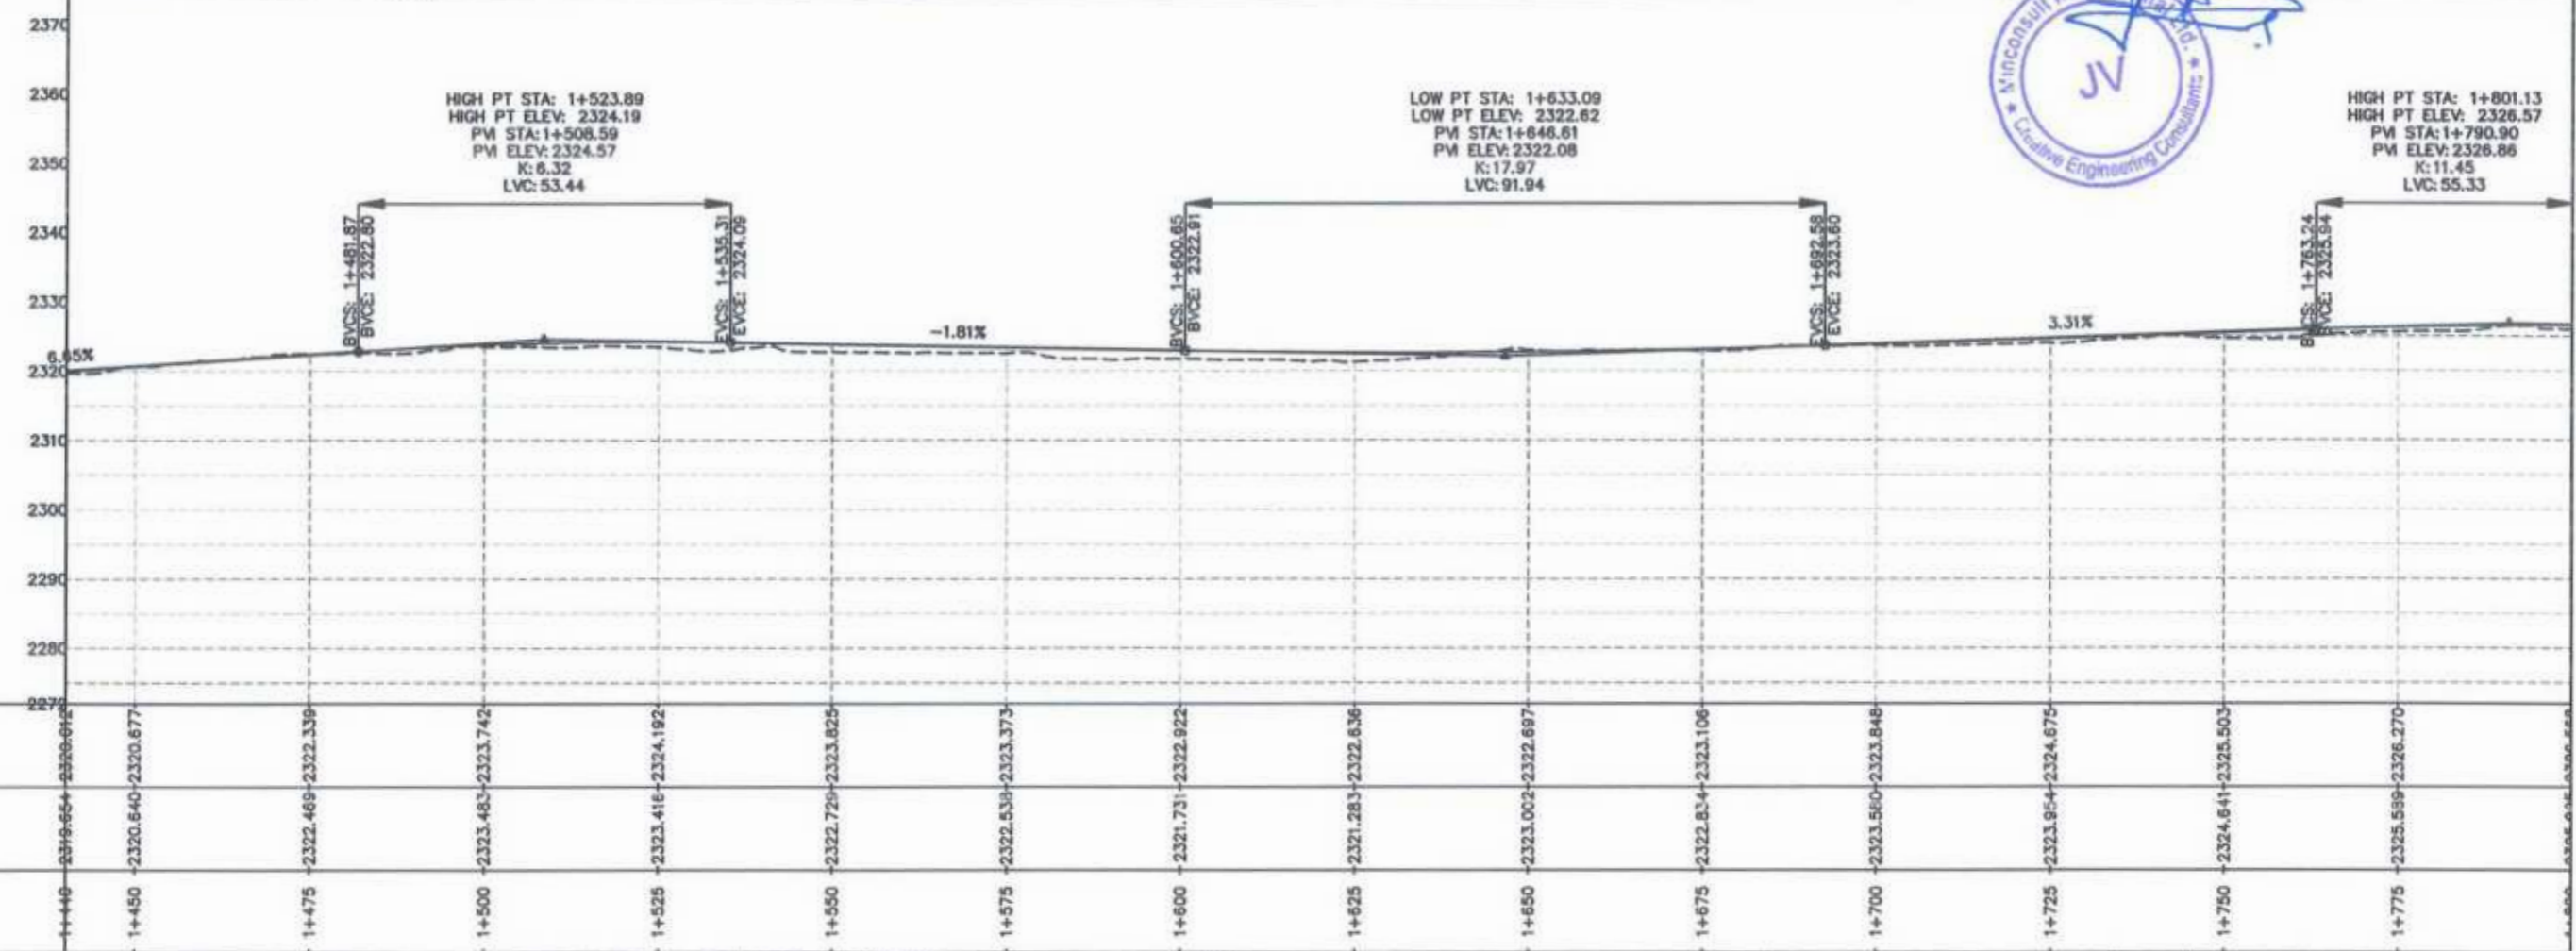 2370
2360
2350
2340
2330
2320
2310
2300
2290
2280
2270
HIGH PT STA: 1+523.89
HIGH PT ELEV: 2324.19
PVI STA:1+508.59
PVI ELEV:2324.57
K:6.32
LVC:53.44
BVCS: 1+481.87
BVCE: 2322.80
EVCS: 1+535.31
EVCE: 2324.09
LOW PT STA: 1+633.09
LOW PT ELEV: 2322.62
PVI STA:1+646.61
PVI ELEV:2322.08
K:17.97
LVC:91.94
BVCS: 1+600.65
BVCE: 2322.91
EVCS: 1+692.58
EVCE: 2323.60
HIGH PT STA: 1+801.13
HIGH PT ELEV: 2326.57
PVI STA:1+790.90
PVI ELEV:2326.86
K:11.45
LVC:55.33
BVCS: 1+763.24
BVCE: 2325.94
JV
Creative Engineering Consultants
6.65%
-1.81%
3.31%
2320.012 2320.677 2322.339 2323.742 2324.192 2323.825 2323.373 2322.922 2322.636 2322.697 2323.106 2323.848 2324.675 2325.503 2326.270
2319.654 2320.640 2322.469 2323.483 2323.416 2322.729 2322.538 2321.731 2321.283 2323.002 2322.834 2323.580 2323.954 2324.641 2325.589
1+440 1+450 1+475 1+500 1+525 1+550 1+575 1+600 1+625 1+650 1+675 1+700 1+725 1+750 1+775